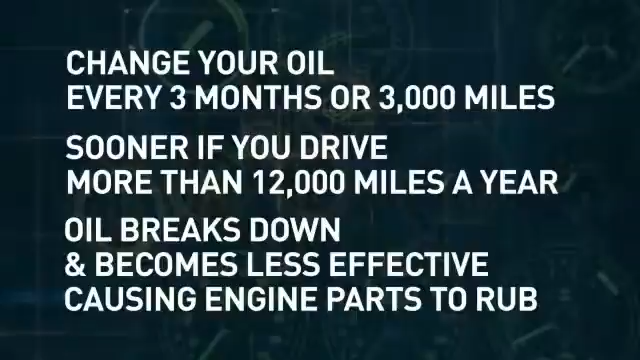 CHANGE YOUR OIL
EVERY 3 MONTHS OR 3,000 MILES
SOONER IF YOU DRIVE
MORE THAN 12,000 MILES A YEAR
OIL BREAKS DOWN
& BECOMES LESS EFFECTIVE
CAUSING ENGINE PARTS TO RUB